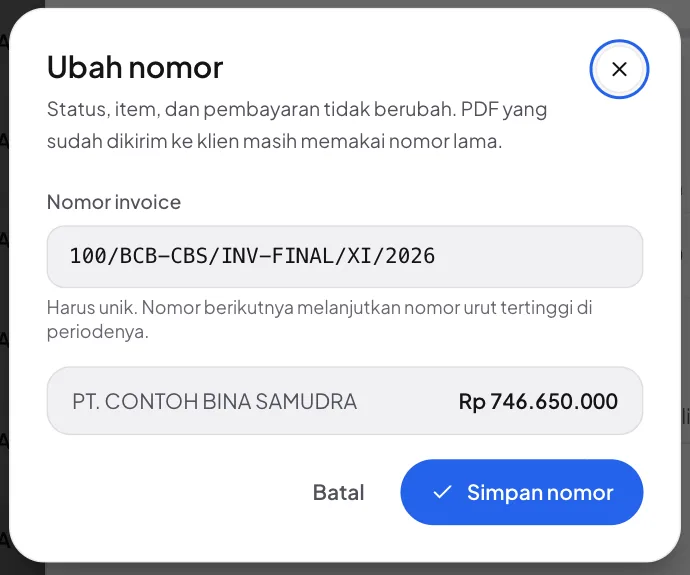 Ubah nomor
Status, item, dan pembayaran tidak berubah. PDF yang
sudah dikirim ke klien masih memakai nomor lama.
Nomor invoice
100/BCB-CBS/INV-FINAL/XI/2026
Harus unik. Nomor berikutnya melanjutkan nomor urut tertinggi di
periodenya.
PT. CONTOH BINA SAMUDRA
Rp 746.650.000
Batal
Simpan nomor